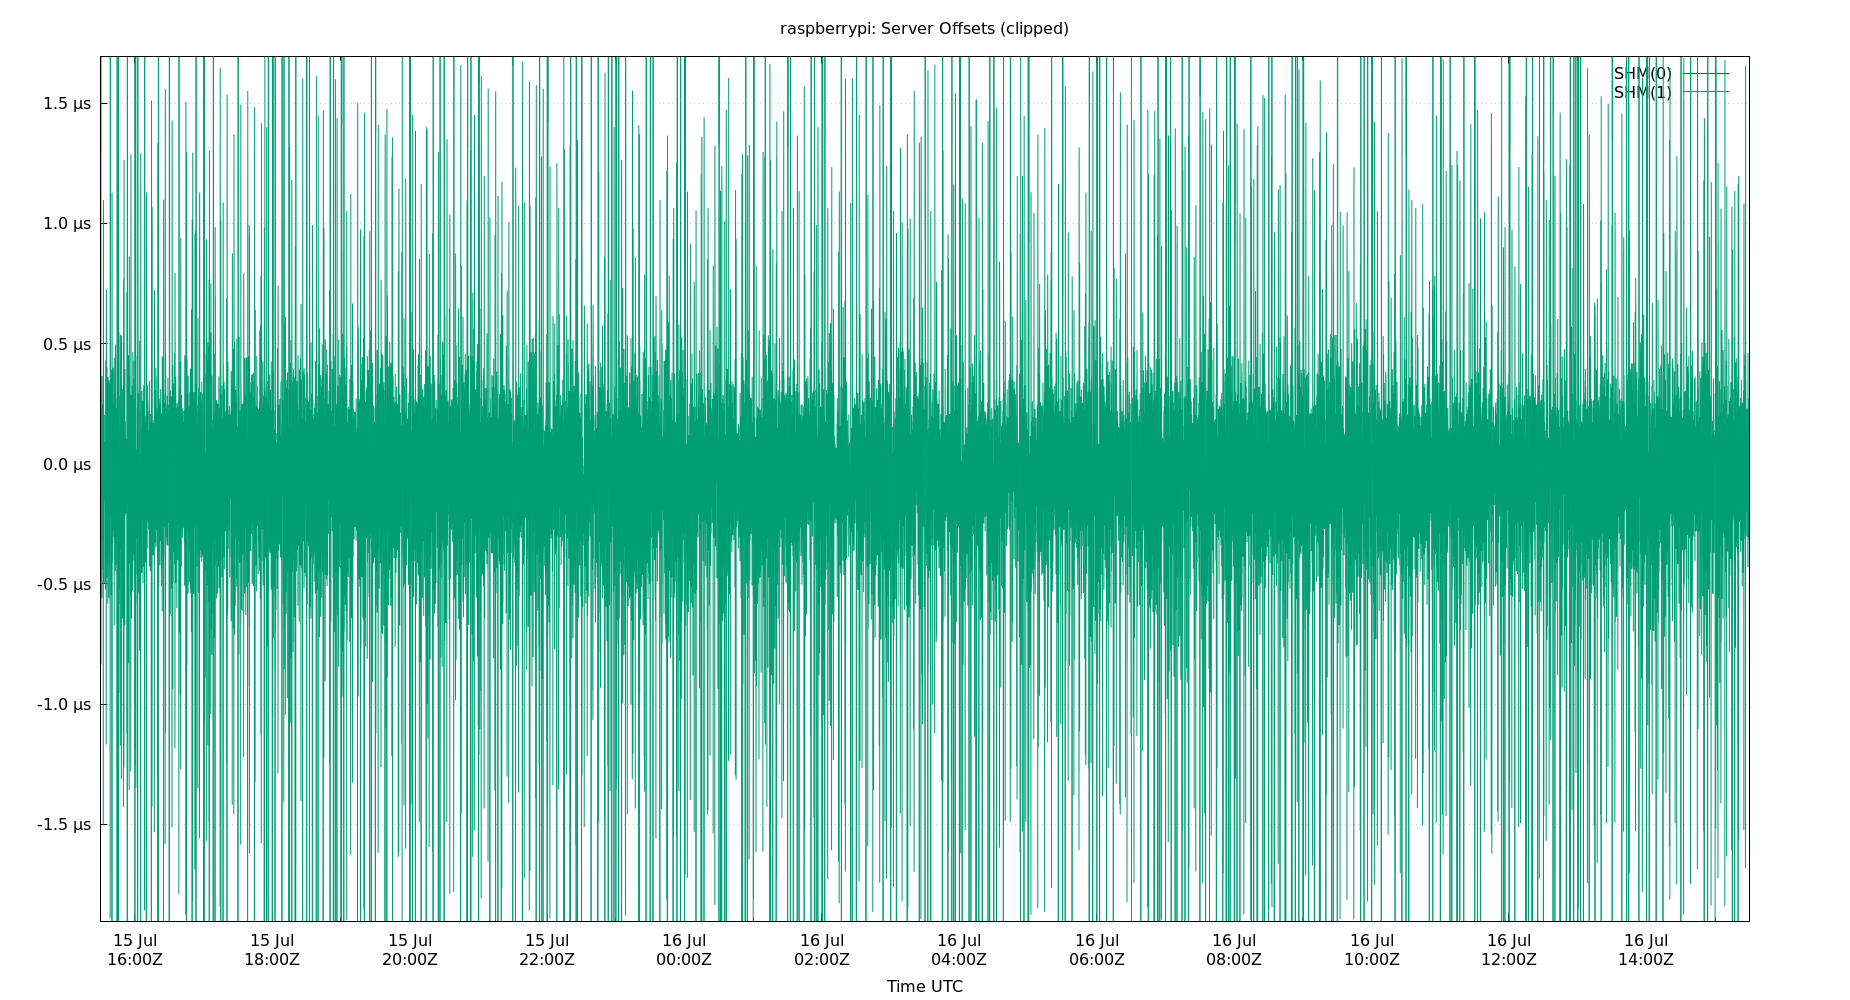 raspberrypi: Server Offsets (clipped)
SHM(0)
SHM(1)
1.5 µs
1.0 µs
0.5 µs
0.0 µs
-0.5 µs
-1.0 µs
-1.5 µs
15 Jul 15 Jul 15 Jul 15 Jul 16 Jul 16 Jul 16 Jul 16 Jul 16 Jul 16 Jul 16 Jul 16 Jul
16:00Z 18:00Z 20:00Z 22:00Z 00:00Z 02:00Z 04:00Z 06:00Z 08:00Z 10:00Z 12:00Z 14:00Z
Time UTC